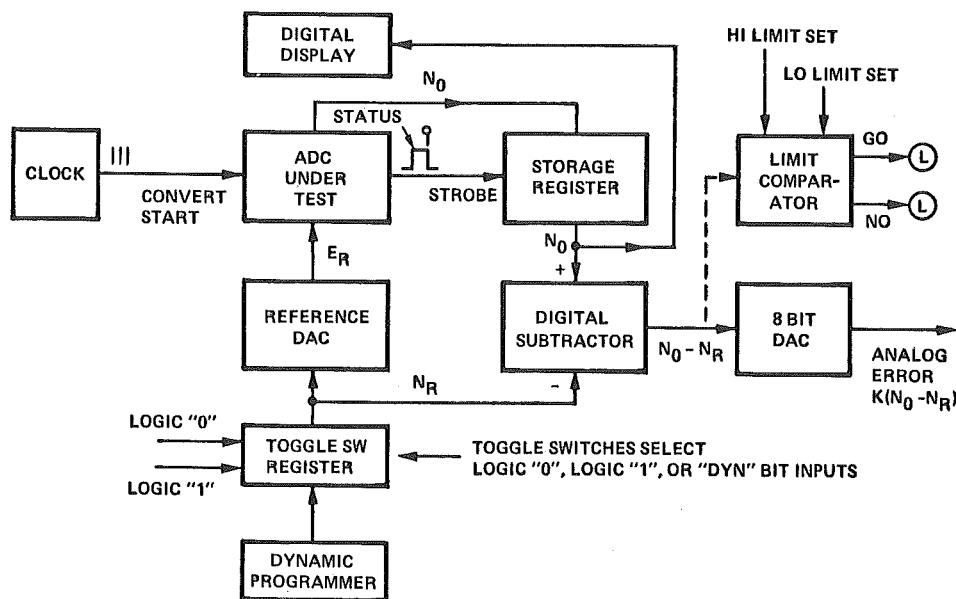 DIGITAL
DISPLAY
HI LIMIT SET
LO LIMIT SET
N0
STATUS
CLOCK
III
CONVERT
START
ADC
UNDER
TEST
STROBE
STORAGE
REGISTER
LIMIT
COMPAR-
ATOR
GO
L
NO
L
N0
+
ER
REFERENCE
DAC
DIGITAL
SUBTRACTOR
N0 – NR
8 BIT
DAC
ANALOG
ERROR
K(N0 -NR)
NR
-
LOGIC "0"
LOGIC "1"
TOGGLE SW
REGISTER
TOGGLE SWITCHES SELECT
LOGIC "0", LOGIC "1", OR "DYN" BIT INPUTS
DYNAMIC
PROGRAMMER